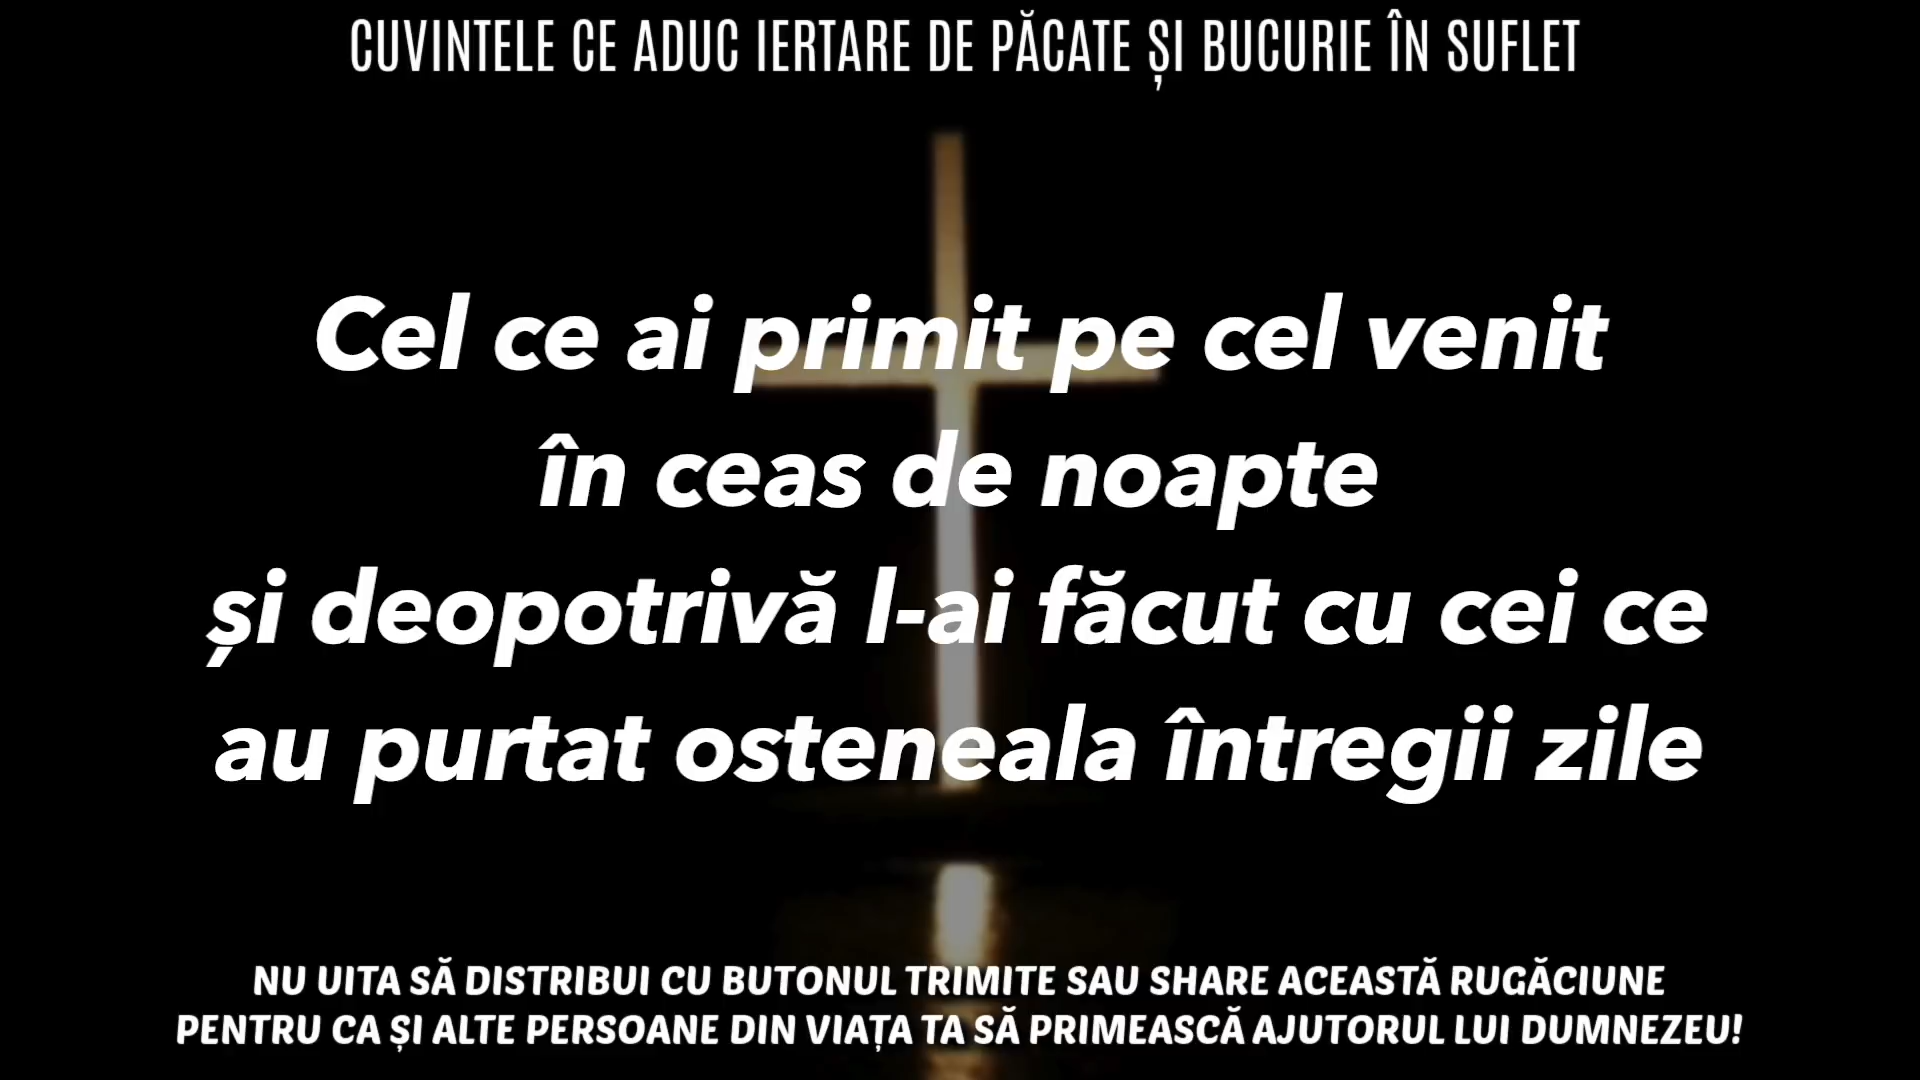 CUVINTELE CE ADUC IERTARE DE PĂCATE ȘI BUCURIE ÎN SUFLET
Cel ce ai primit pe cel venit
în ceas de noapte
și deopotrivă l-ai făcut cu cei ce
au purtat osteneala întregii zile
NU UITA SĂ DISTRIBUI CU BUTONUL TRIMITE SAU SHARE ACEASTĂ RUGĂCIUNE
PENTRU CA ȘI ALTE PERSOANE DIN VIAȚA TA SĂ PRIMEASCĂ AJUTORUL LUI DUMNEZEU!